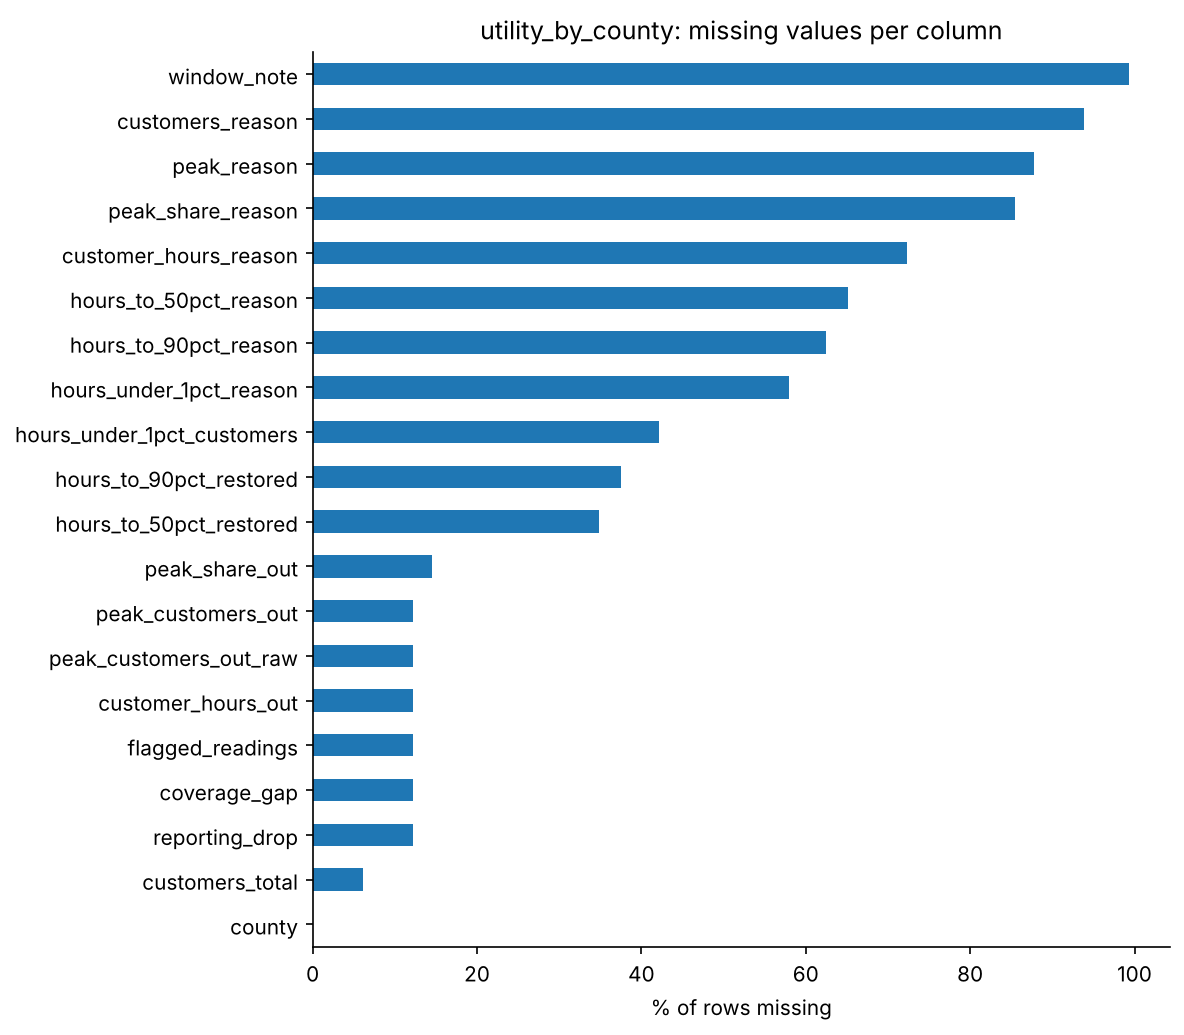 utility_by_county: missing values per column
window_note
customers_reason
peak_reason
peak_share_reason
customer_hours_reason
hours_to_50pct_reason
hours_to_90pct_reason
hours_under_1pct_reason
hours_under_1pct_customers
hours_to_90pct_restored
hours_to_50pct_restored
peak_share_out
peak_customers_out
peak_customers_out_raw
customer_hours_out
flagged_readings
coverage_gap
reporting_drop
customers_total
county
0 20 40 60 80 100
% of rows missing